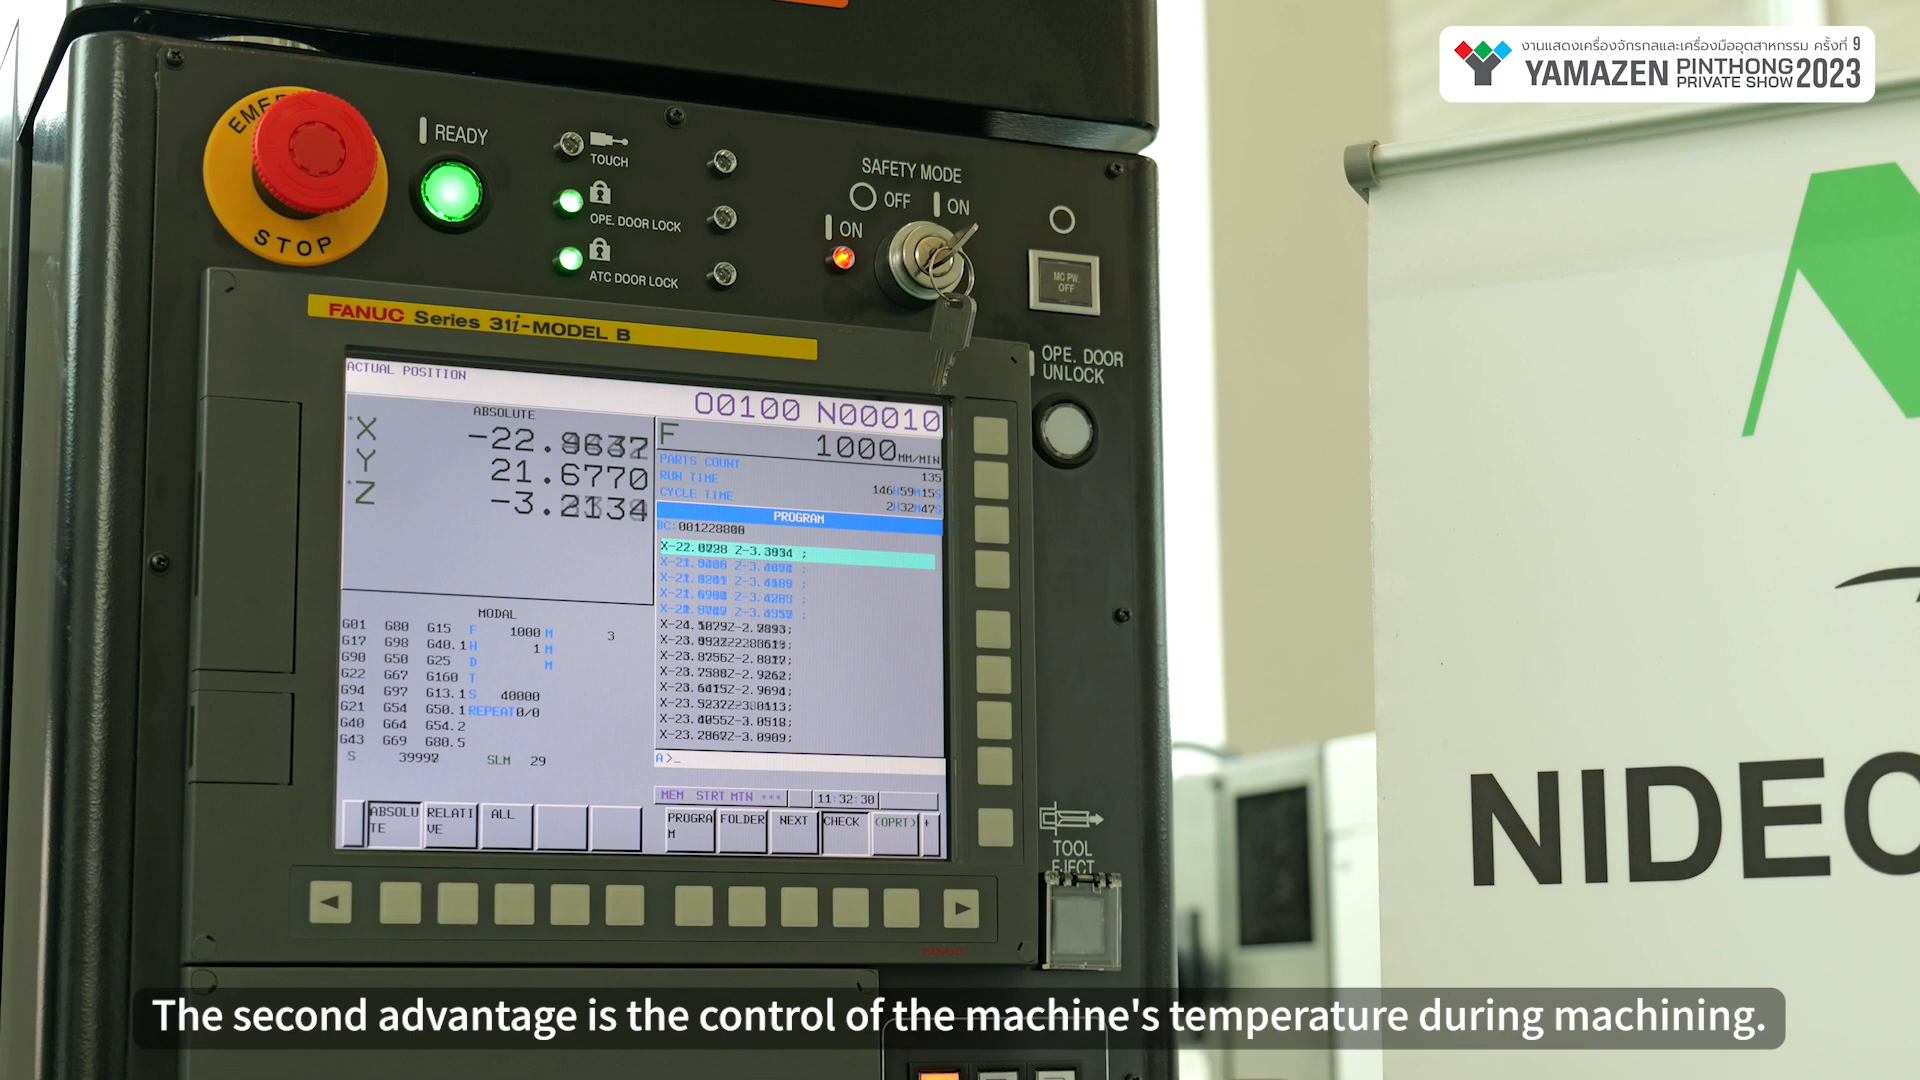 งานแสดงเครื่องจักรกลและเครื่องมืออุตสาหกรรม ครั้งที่ 9
YAMAZEN PINTHONG PRIVATE SHOW 2023
STOP
READY
TOUCH
OPE. DOOR LOCK
ATC DOOR LOCK
SAFETY MODE
OFF
ON
ON
MC PW.
OFF
OPE. DOOR
UNLOCK
FANUC Series 31i-MODEL B
ACTUAL POSITION
O0100 N00010
ABSOLUTE
X
Y 21.6770
Z
F 1000 MM/MIN
PARTS COUNT 135
RUN TIME 146H59M15S
CYCLE TIME 2H32M47S
PROGRAM
MODAL
G01 G80 G15 F 1000 M 3
G17 G98 G40.1 H 1 M
G90 G50 G25 D M
G22 G67 G160 T
G94 G97 G13.1 S 40000
G21 G54 G50.1 REPEAT 0/0
G40 G64 G54.2
G43 G69 G80.5
S SLM 29
A>_
MEM STRT MTN *** 11:32:30
ABSOLUTE
RELATIVE
ALL
PROGRAM
FOLDER
NEXT
CHECK
(OPRT)
+
TOOL
EJECT
FANUC
NIDEC
The second advantage is the control of the machine's temperature during machining.